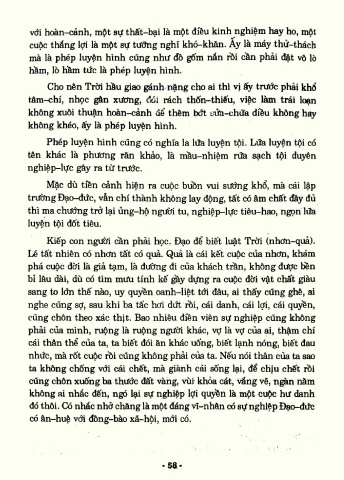 với hoàn-cảnh, một sự thất-bại là một điều kinh nghiệm hay ho, một
cuộc thắng lợi là một sự tưởng nghĩ khó-khăn. Ấy là máy thử-thách
mà là phép luyện hình cũng như đồ gốm nắn rồi cần phải đặt vô lò
hầm, lò hầm tức là phép luyện hình.
Cho nên Trời hầu giao gánh-nặng cho ai thì vị ấy trước phải khổ
tâm-chí, nhọc gân xương, đói rách thốn-thiếu, việc làm trái loạn
không xuôi thuận hoàn-cảnh để thêm bớt sửa-chữa điều không hay
không khéo, ấy là phép luyện hình.
Phép luyện hình cũng có nghĩa là lửa luyện tội. Lửa luyện tội có
tên khác là phương răn khảo, là mầu-nhiệm rửa sạch tội duyên
nghiệp-lực gây ra từ trước.
Mặc dù tiền cảnh hiện ra cuộc buồn vui sướng khổ, mà cái lập
trường Đạo-đức, vẫn chí thành không lay động, tất có âm chất đầy đủ
thì ma chướng trở lại ủng-hộ người tu, nghiệp-lực tiêu-hao, ngọn lửa
luyện tội đốt tiêu.
Kiếp con người cần phải học. Đạo để biết luật Trời (nhơn-quả).
Lẽ tất nhiên có nhơn tất có quả. Quả là cái kết cuộc của nhơn, khám
phá cuộc đời là giả tạm, là đường đi của khách trần, không được bền
bỉ lâu dài, dù có tìm mưu tính kế gầy dựng ra cuộc đời vật chất giàu
sang to lớn thế nào, uy quyền oanh-liệt tới đâu, ai thấy cũng ghê, ai
nghe cũng sợ, sau khi ba tấc hơi dứt rồi, cái danh, cái lợi, cái quyền,
cũng chôn theo xác thịt. Bao nhiêu điền viên sự nghiệp cũng không
phải của mình, ruộng là ruộng người khác, vợ là vợ của ai, thậm chí
cái thân thể của ta, ta biết đói ăn khác uống, biết lạnh nóng, biết đau
nhức, mà rốt cuộc rồi cũng không phải của ta. Nếu nói thân của ta sao
ta không chống với cái chết, mà giành cái sống lại, để chịu chết rồi
cũng chôn xuống ba thước đất vàng, vùi khỏa cát, vắng vẻ, ngàn năm
không ai nhắc đến, ngó lại sự nghiệp lợi quyền là một cuộc hư danh
đó thôi. Có nhắc nhở chăng là một đấng vĩ-nhân có sự nghiệp Đạo-đức
có ân-huệ với đồng-bào xã-hội, mới có.
- 58 -